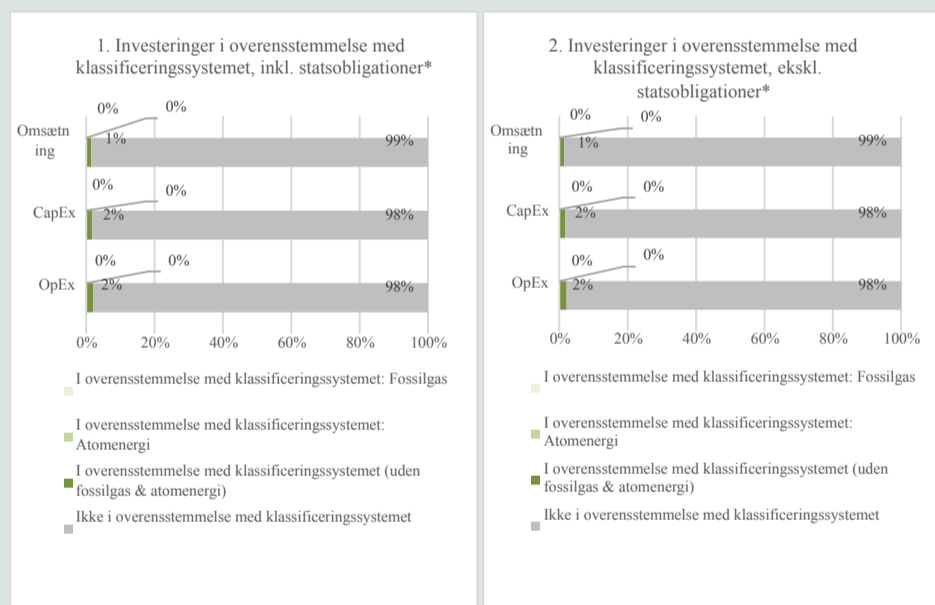 1. Investeringer i overensstemmelse med
klassificeringssystemet, inkl. statsobligationer*
0%
0%
Omsætn
ing
1%
99%
0%
0%
CapEx
2%
98%
0%
0%
OpEx
2%
98%
0%
20%
40%
60%
80%
100%
I overensstemmelse med klassificeringssystemet: Fossilgas
I overensstemmelse med klassificeringssystemet:
Atomenergi
I overensstemmelse med klassificeringssystemet (uden
fossilgas & atomenergi)
Ikke i overensstemmelse med klassificeringssystemet
2. Investeringer i overensstemmelse med
klassificeringssystemet, ekskl.
statsobligationer*
0%
0%
Omsætn
ing
1%
99%
0%
0%
CapEx
2%
98%
0%
0%
OpEx
2%
98%
0%
20%
40%
60%
80%
100%
I overensstemmelse med klassificeringssystemet: Fossilgas
I overensstemmelse med klassificeringssystemet:
Atomenergi
I overensstemmelse med klassificeringssystemet (uden
fossilgas & atomenergi)
Ikke i overensstemmelse med klassificeringssystemet